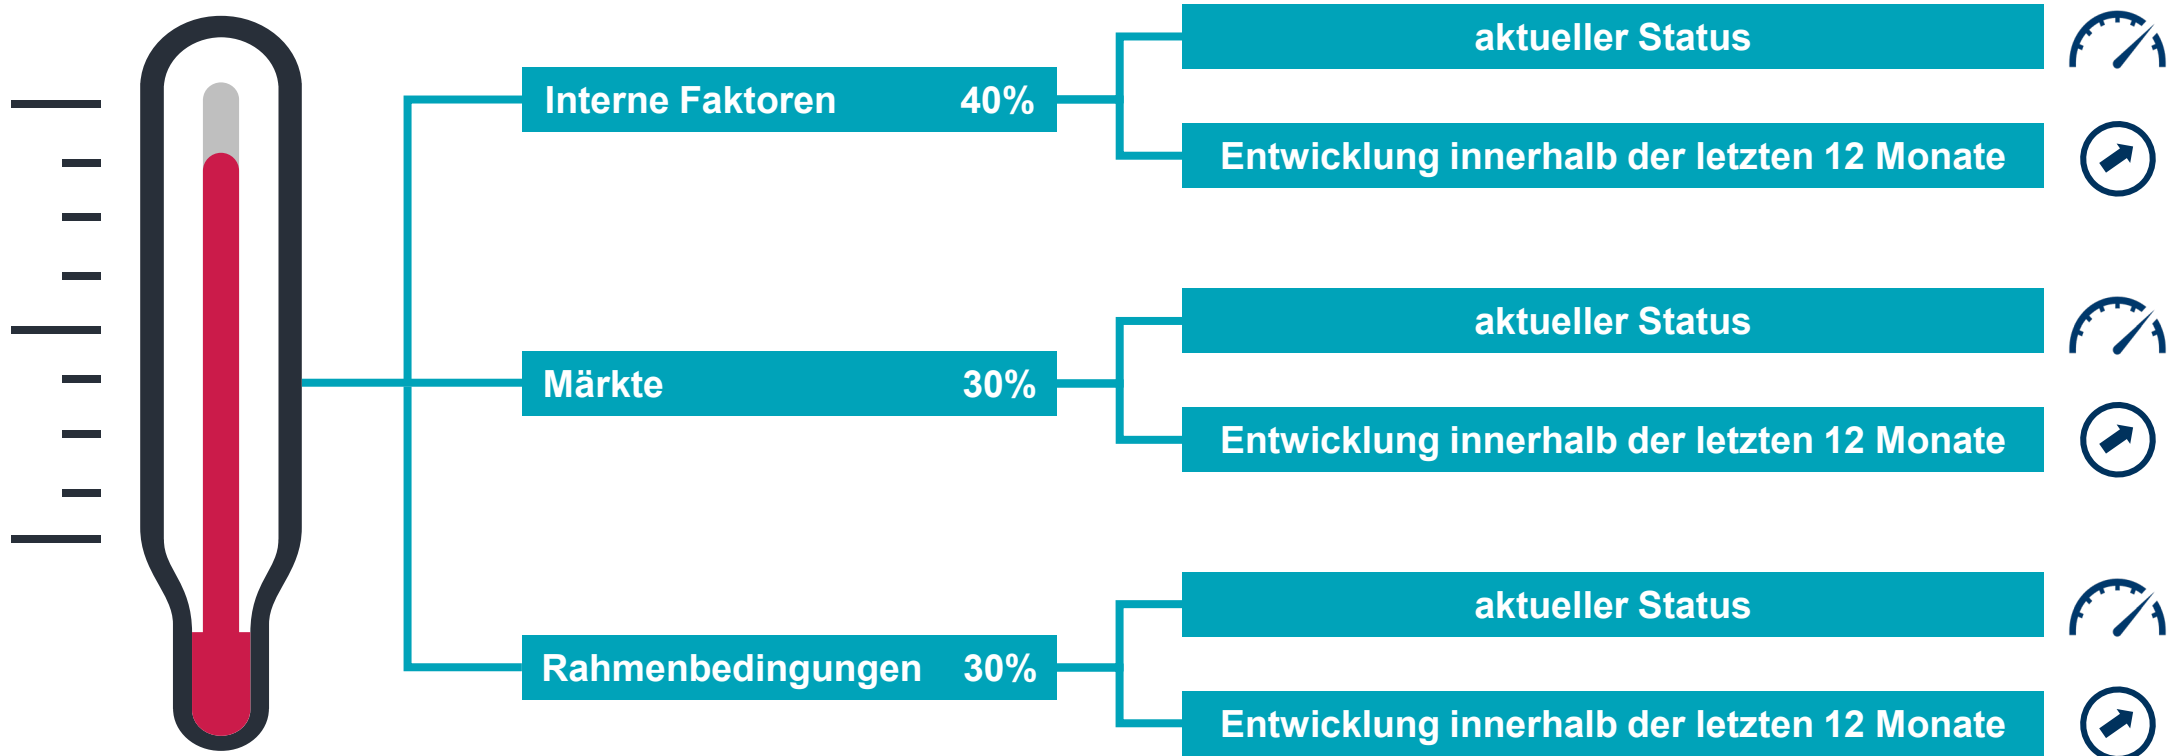 aktueller Status
Interne Faktoren 40%
Entwicklung innerhalb der letzten 12 Monate
aktueller Status
Märkte 30%
Entwicklung innerhalb der letzten 12 Monate
aktueller Status
Rahmenbedingungen 30%
Entwicklung innerhalb der letzten 12 Monate